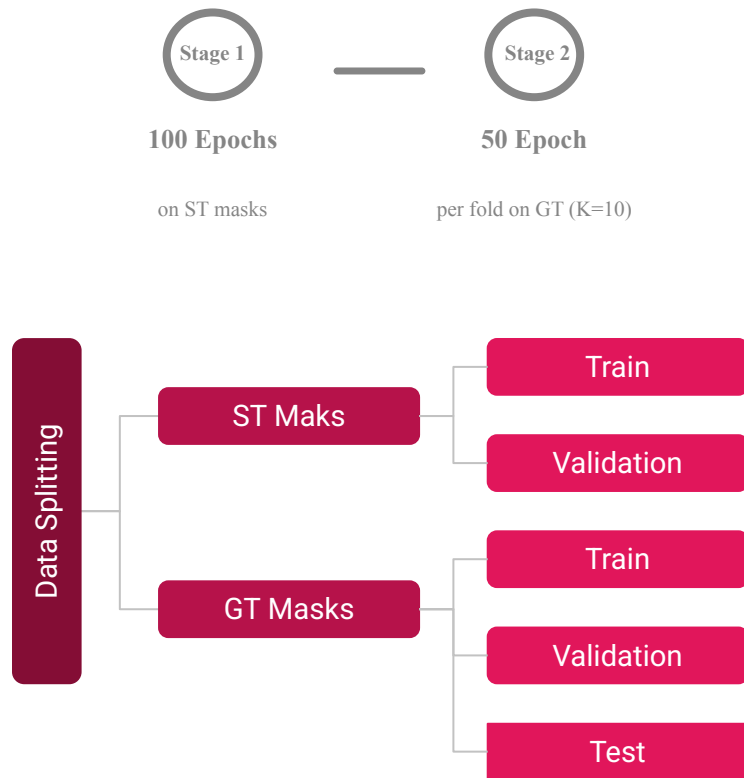 Stage 1
Stage 2
100 Epochs
50 Epoch
on ST masks
per fold on GT (K=10)
Data Splitting
ST Maks
GT Masks
Train
Validation
Train
Validation
Test